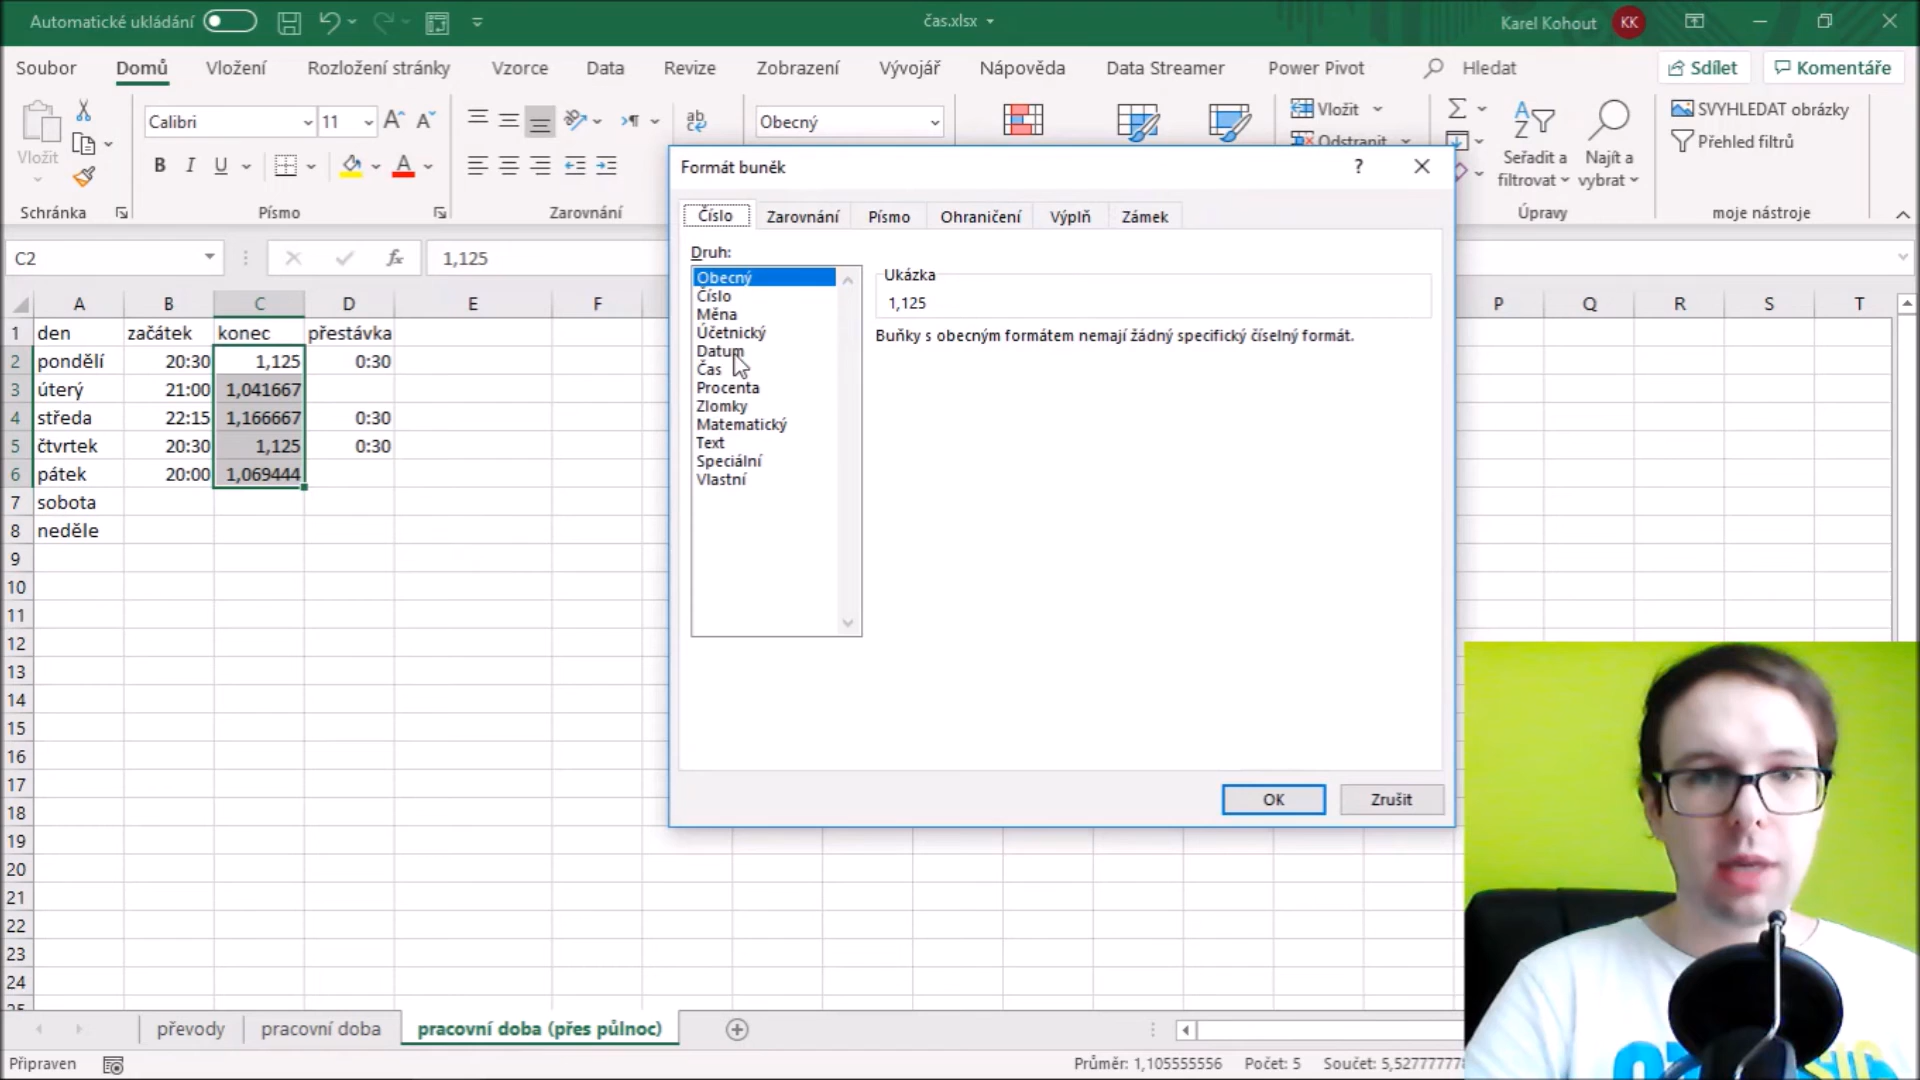 Automatické ukládání
čas.xlsx
Karel Kohout
KK
Soubor
Domů
Vložení
Rozložení stránky
Vzorce
Data
Revize
Zobrazení
Vývojář
Nápověda
Data Streamer
Power Pivot
Hledat
Sdílet
Komentáře
Vložit
Calibri
11
Obecný
Vložit
Odstranit
Seřadit a
filtrovat
Najít a
vybrat
SVYHLEDAT obrázky
Přehled filtrů
Schránka
Písmo
Zarovnání
Úpravy
moje nástroje
C2
fx
1,125
Formát buněk
Číslo
Zarovnání
Písmo
Ohraničení
Výplň
Zámek
Druh:
Obecný
Číslo
Měna
Účetnický
Datum
Čas
Procenta
Zlomky
Matematický
Text
Speciální
Vlastní
Ukázka
1,125
Buňky s obecným formátem nemají žádný specifický číselný formát.
OK
Zrušit
A B C D E F P Q R S T
1 den začátek konec přestávka
2 pondělí 20:30 1,125 0:30
3 úterý 21:00 1,041667
4 středa 22:15 1,166667 0:30
5 čtvrtek 20:30 1,125 0:30
6 pátek 20:00 1,069444
7 sobota
8 neděle
9
10
11
12
13
14
15
16
17
18
19
20
21
22
23
24
převody
pracovní doba
pracovní doba (přes půlnoc)
Připraven
Průměr: 1,105555556
Počet: 5